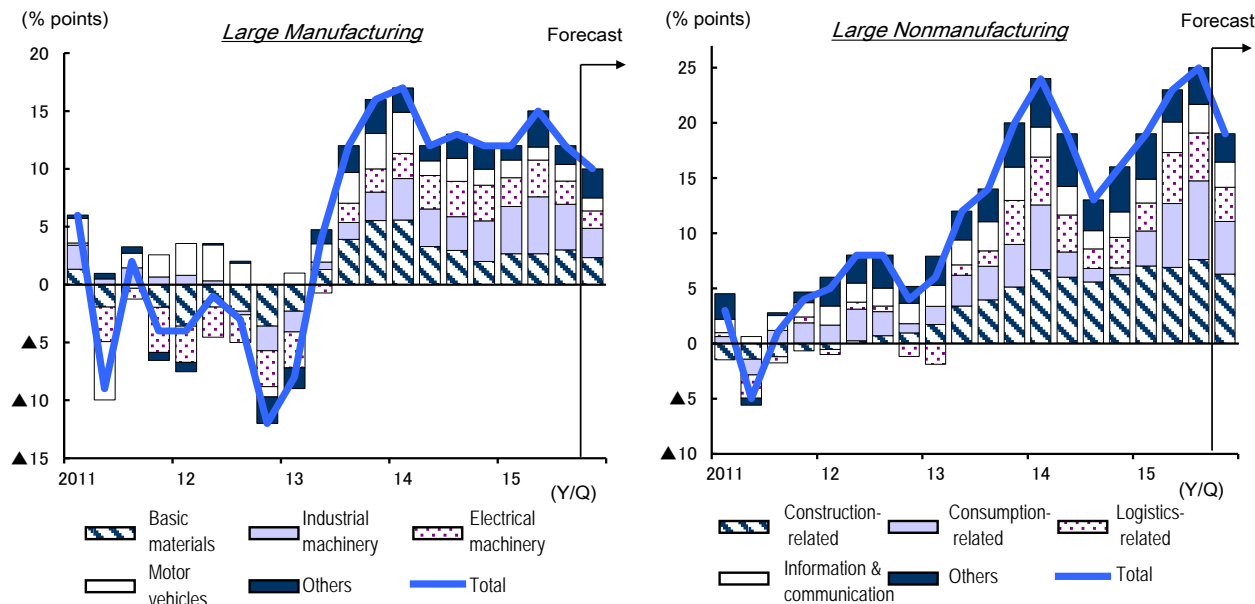 (% points)
Large Manufacturing
Forecast
20
15
10
5
0
▲5
▲10
▲15
2011
12
13
14
15
(Y/Q)
Basic
materials
Industrial
machinery
Electrical
machinery
Motor
vehicles
Others
Total
(% points)
Large Nonmanufacturing
Forecast
25
20
15
10
5
0
▲5
▲10
2011
12
13
14
15
(Y/Q)
Construction-
related
Consumption-
related
Logistics-
related
Information &
communication
Others
Total